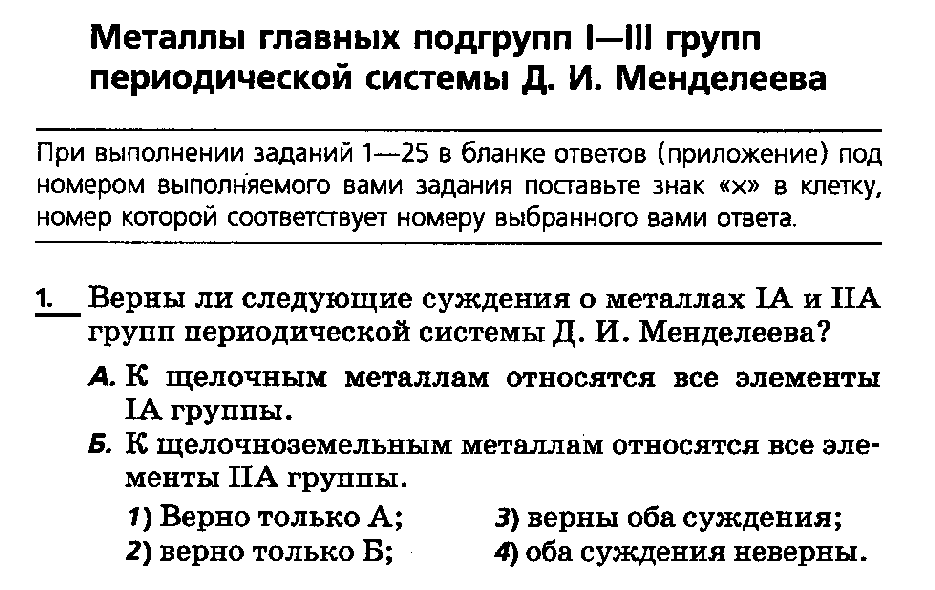 Металлы главных подгрупп I—III групп
периодической системы Д. И. Менделеева
При выполнении заданий 1—25 в бланке ответов (приложение) под
номером выполняемого вами задания поставьте знак «x» в клетку,
номер которой соответствует номеру выбранного вами ответа.
1. Верны ли следующие суждения о металлах IA и IIA
групп периодической системы Д. И. Менделеева?
А. К щелочным металлам относятся все элементы
IA группы.
Б. К щелочноземельным металлам относятся все эле-
менты IIA группы.
1) Верно только А; 3) верны оба суждения;
2) верно только Б; 4) оба суждения неверны.